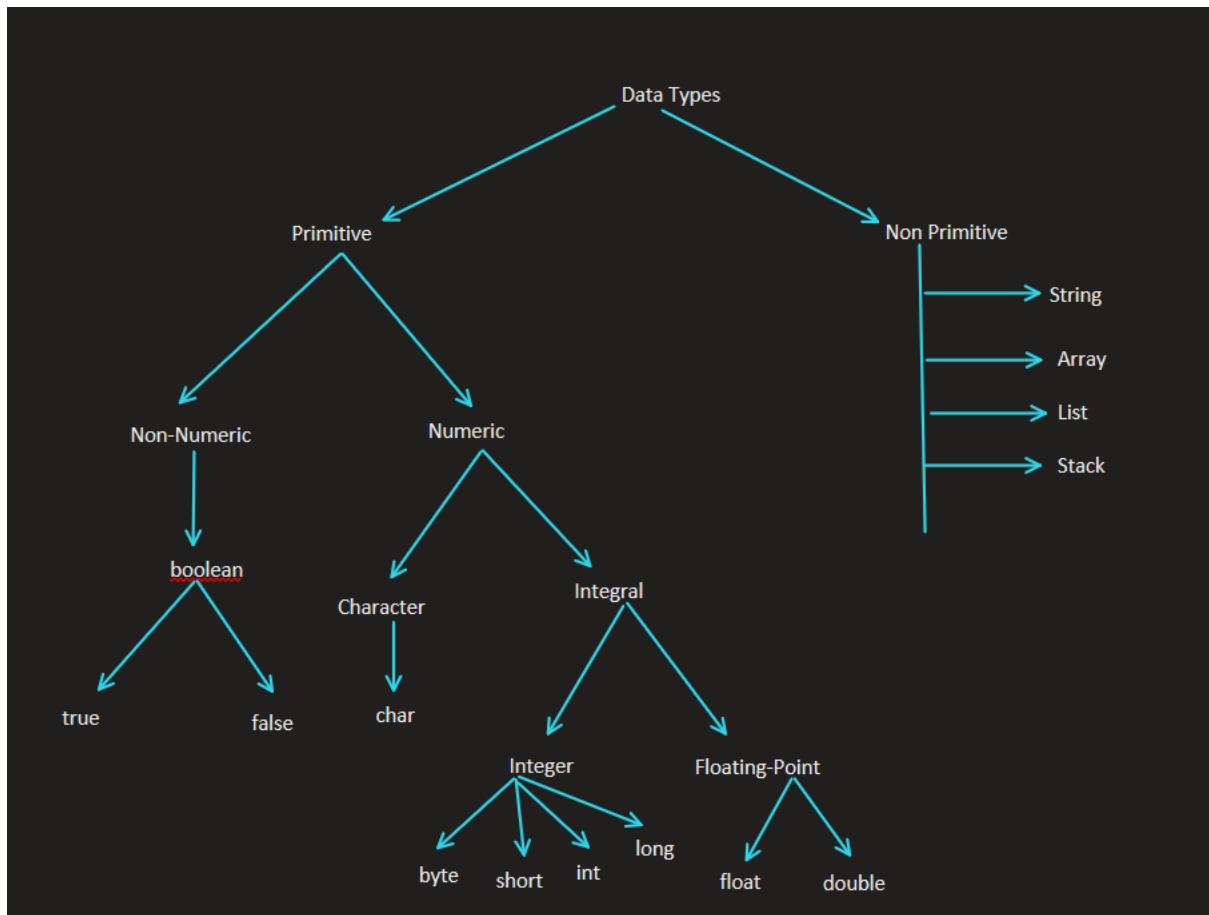 Data Types
Primitive
Non Primitive
String
Array
List
Stack
Non-Numeric
Numeric
boolean
Character
Integral
true
false
char
Integer
Floating-Point
byte
short
int
long
float
double